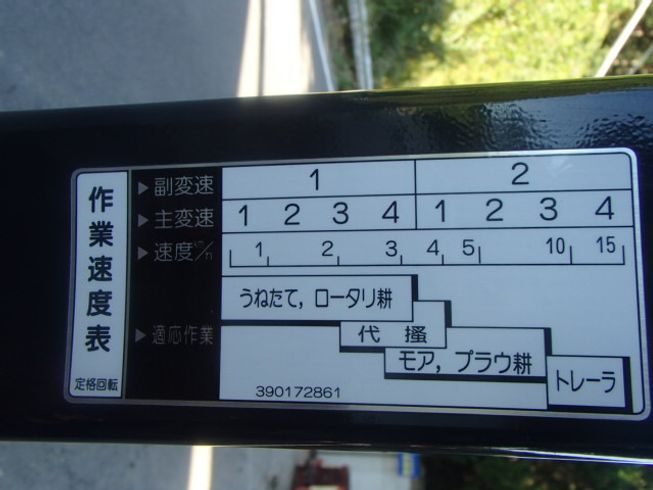 作業速度表
定格回転
▶副変速 1 2
▶主変速 1 2 3 4 1 2 3 4
▶速度㎞/h 1 2 3 4 5 10 15
▶適応作業
うねたて，ロータリ耕
代 掻
モア，プラウ耕
トレーラ
390172861